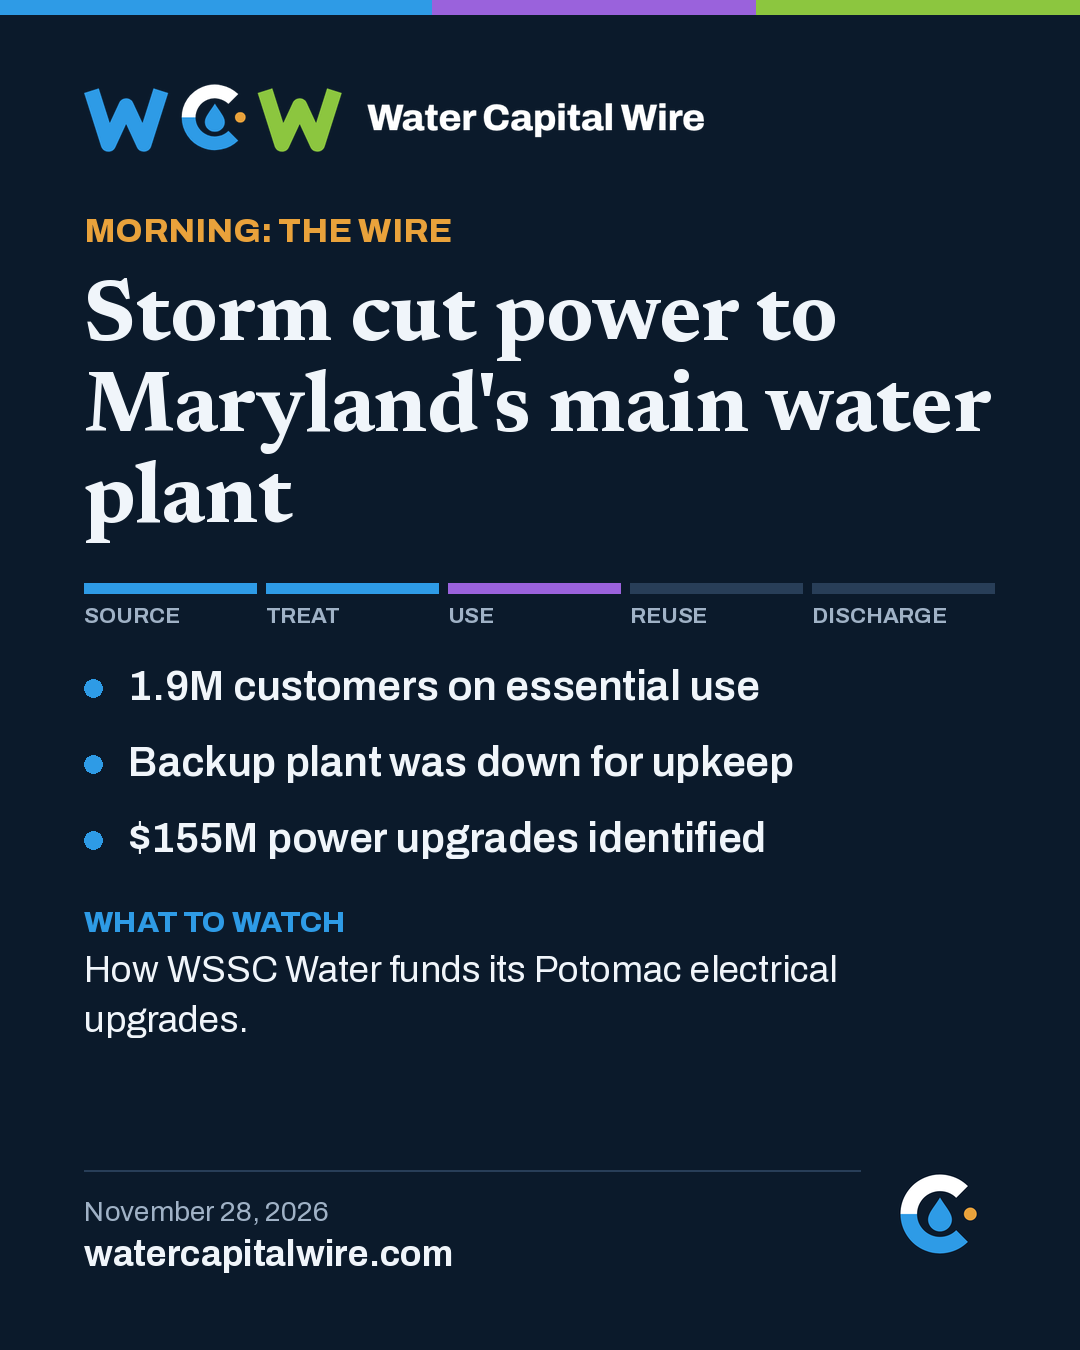 WCW Water Capital Wire
MORNING: THE WIRE
Storm cut power to
Maryland's main water
plant
SOURCE TREAT USE REUSE DISCHARGE
1.9M customers on essential use
Backup plant was down for upkeep
$155M power upgrades identified
WHAT TO WATCH
How WSSC Water funds its Potomac electrical
upgrades.
November 28, 2026
watercapitalwire.com